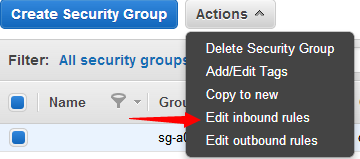 Create Security Group Actions
Filter: All security groups
Delete Security Group
Add/Edit Tags
Name
Copy to new
Edit inbound rules
sg-a
Edit outbound rules